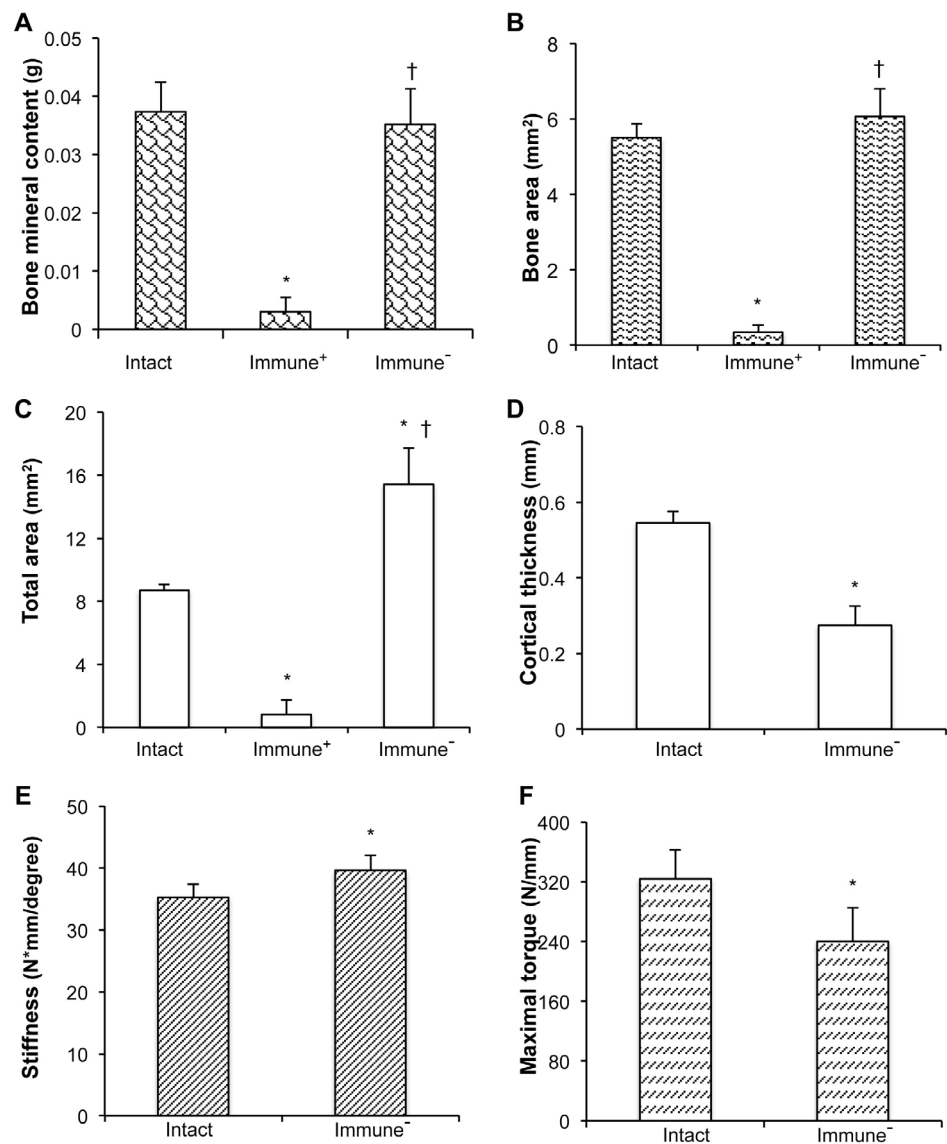 A
Bone mineral content (g)
0.05
0.04
0.03
0.02
0.01
0
*
†
Intact Immune⁺ Immune⁻
B
Bone area (mm²)
8
6
4
2
0
*
†
Intact Immune⁺ Immune⁻
C
Total area (mm²)
20
16
12
8
4
0
*
* †
Intact Immune⁺ Immune⁻
D
Cortical thickness (mm)
0.8
0.6
0.4
0.2
0
*
Intact Immune⁻
E
Stiffness (N*mm/degree)
50
40
30
20
10
0
*
Intact Immune⁻
F
Maximal torque (N/mm)
400
320
240
160
80
0
*
Intact Immune⁻